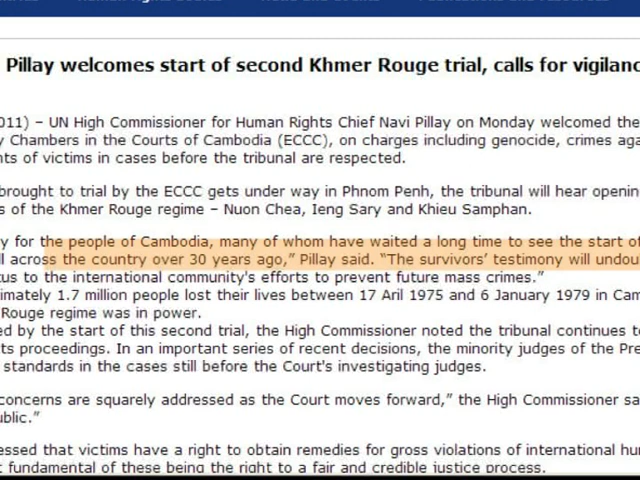 Pillay welcomes start of second Khmer Rouge trial, calls for vigilanc
011) – UN High Commissioner for Human Rights Chief Navi Pillay on Monday welcomed the
y Chambers in the Courts of Cambodia (ECCC), on charges including genocide, crimes aga
nts of victims in cases before the tribunal are respected.
brought to trial by the ECCC gets under way in Phnom Penh, the tribunal will hear openin
s of the Khmer Rouge regime – Nuon Chea, Ieng Sary and Khieu Samphan.
y for the people of Cambodia, many of whom have waited a long time to see the start of
ll across the country over 30 years ago,” Pillay said. “The survivors’ testimony will undou
tus to the international community's efforts to prevent future mass crimes.”
imately 1.7 million people lost their lives between 17 Aril 1975 and 6 January 1979 in Cam
Rouge regime was in power.
ed by the start of this second trial, the High Commissioner noted the tribunal continues to
ts proceedings. In an important series of recent decisions, the minority judges of the Pre
standards in the cases still before the Court's investigating judges.
concerns are squarely addressed as the Court moves forward,” the High Commissioner sa
ublic.”
essed that victims have a right to obtain remedies for gross violations of international hu
t fundamental of these being the right to a fair and credible justice process.